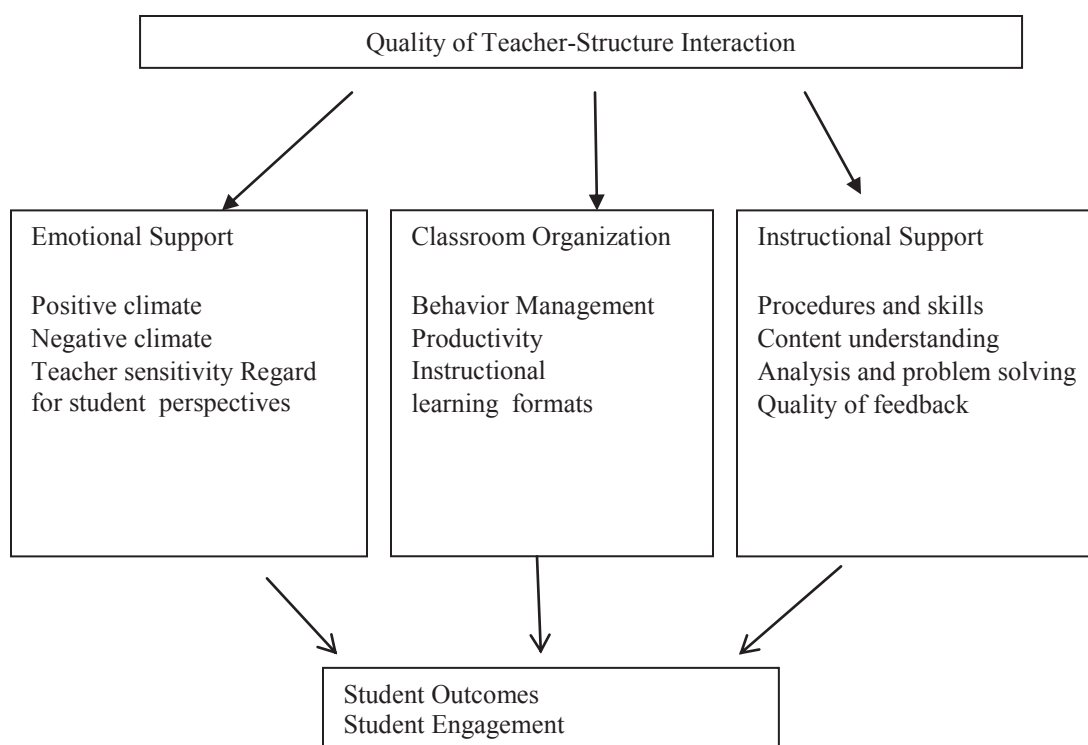 Quality of Teacher-Structure Interaction
Emotional Support
Positive climate
Negative climate
Teacher sensitivity Regard
for student perspectives
Classroom Organization
Behavior Management
Productivity
Instructional
learning formats
Instructional Support
Procedures and skills
Content understanding
Analysis and problem solving
Quality of feedback
Student Outcomes
Student Engagement